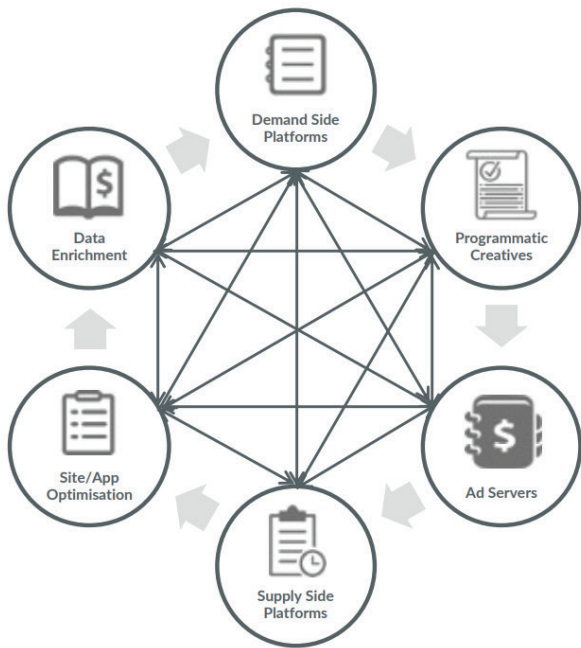 Demand Side
Platforms
Programmatic
Creatives
Ad Servers
Supply Side
Platforms
Site/App
Optimisation
Data
Enrichment
$
$